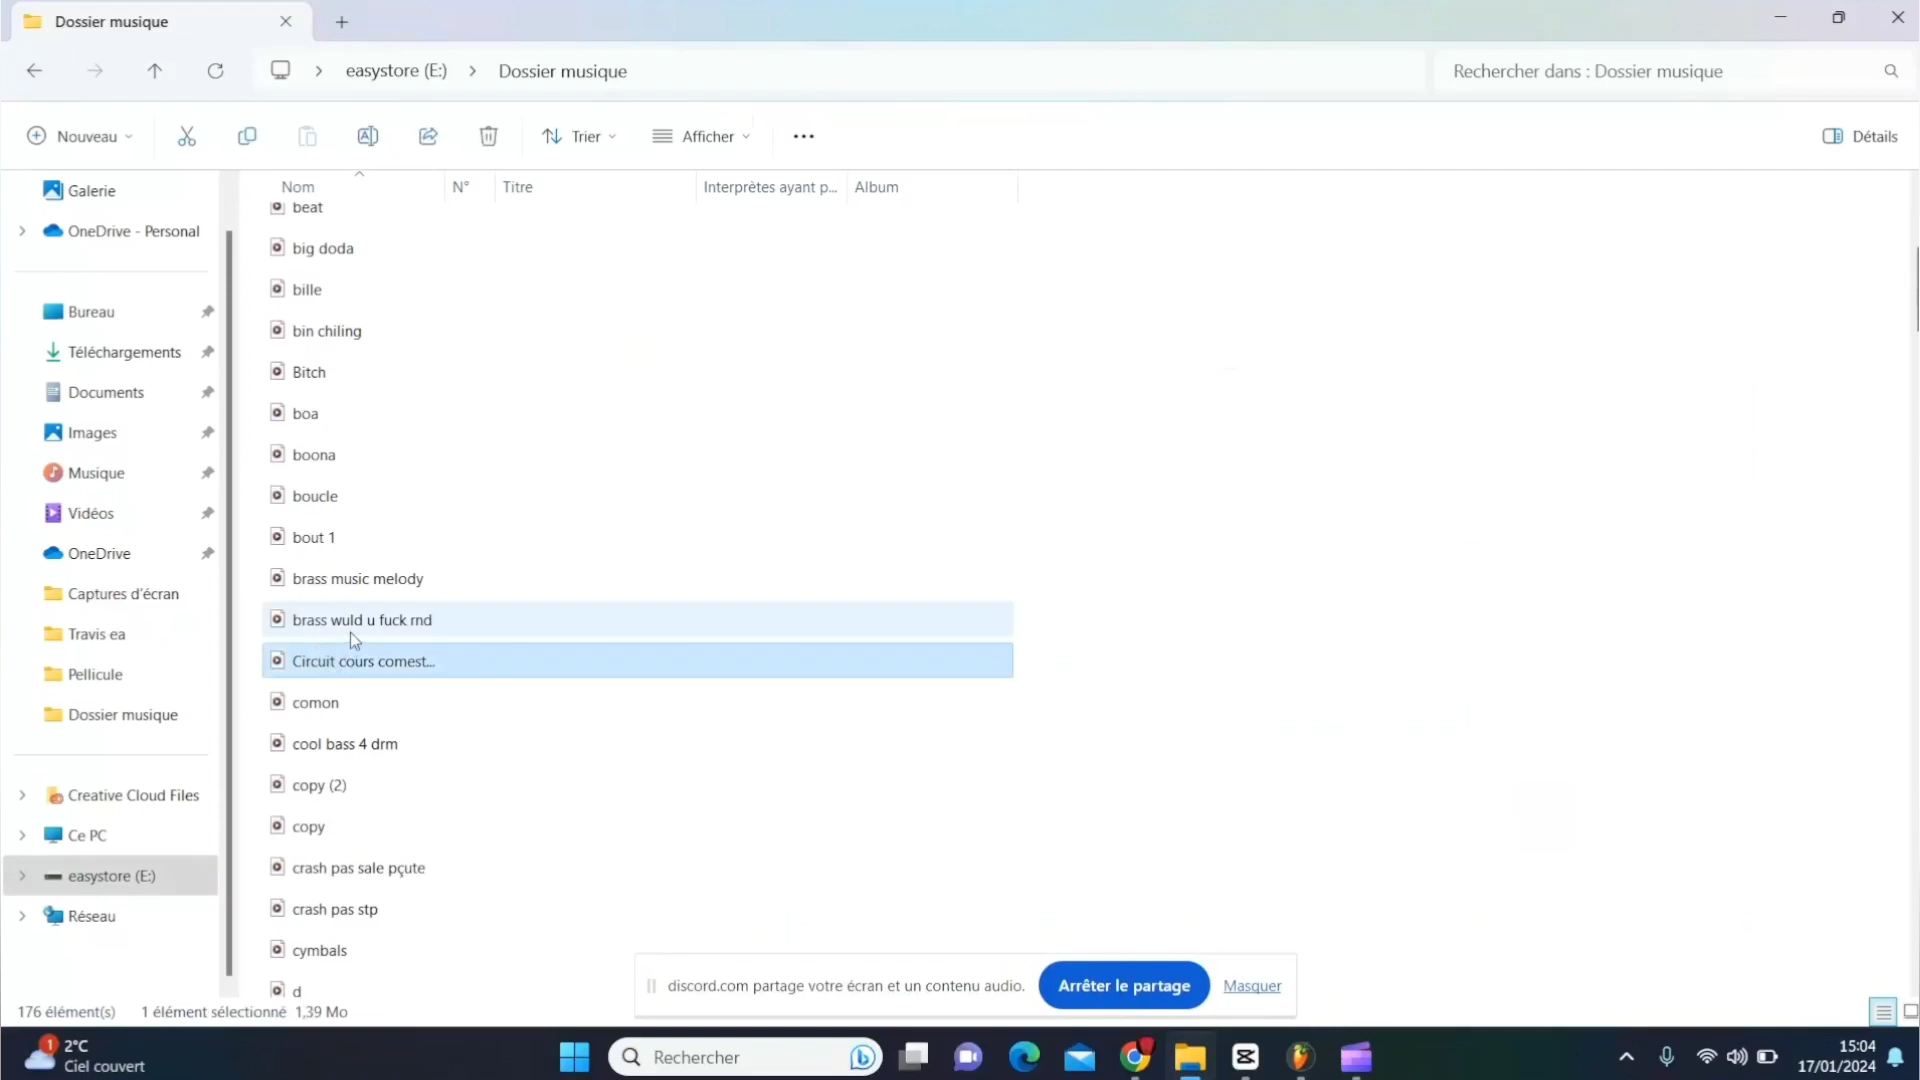 Dossier musique
easystore (E:)
Dossier musique
Rechercher dans : Dossier musique
Nouveau
Trier
Afficher
Détails
Galerie
OneDrive - Personal
Bureau
Téléchargements
Documents
Images
Musique
Vidéos
OneDrive
Captures d'écran
Travis ea
Pellicule
Dossier musique
Creative Cloud Files
Ce PC
easystore (E:)
Réseau
Nom N° Titre Interprètes ayant p... Album
beat
big doda
bille
bin chiling
Bitch
boa
boona
boucle
bout 1
brass music melody
brass wuld u fuck rnd
Circuit cours comest...
comon
cool bass 4 drm
copy (2)
copy
crash pas sale pçute
crash pas stp
cymbals
d
discord.com partage votre écran et un contenu audio. Arrêter le partage Masquer
176 élément(s) 1 élément sélectionné 1,39 Mo
1
2°C
Ciel couvert
Rechercher
15:04
17/01/2024